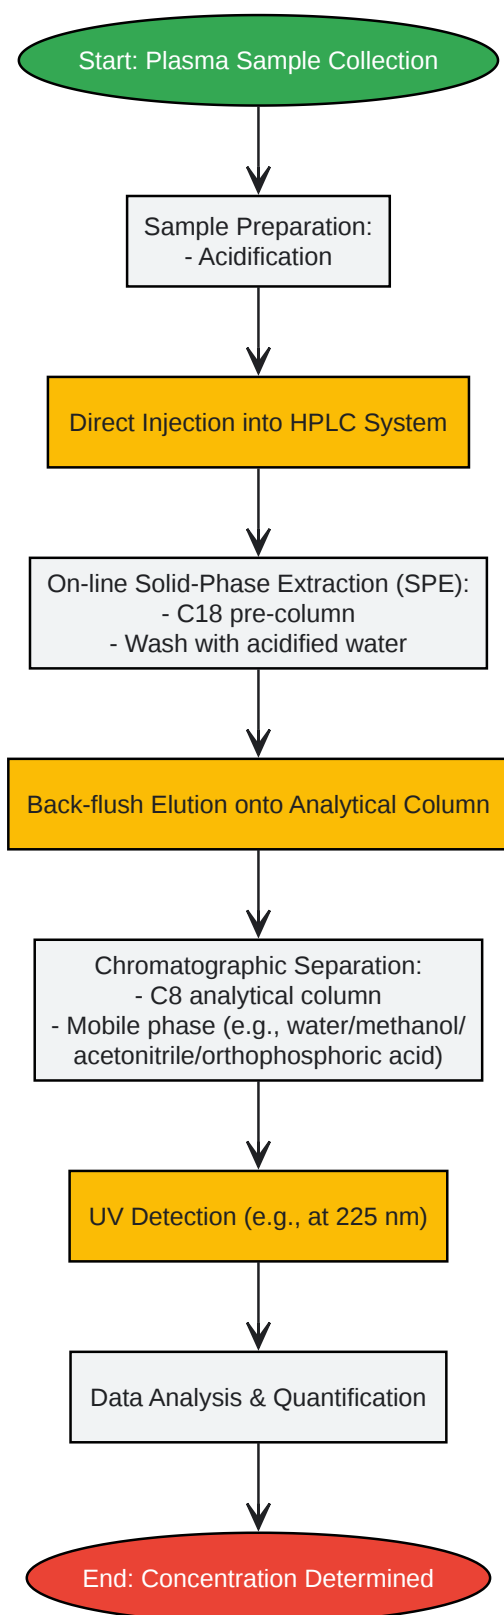 Start: Plasma Sample Collection
Sample Preparation:
- Acidification
Direct Injection into HPLC System
On-line Solid-Phase Extraction (SPE):
- C18 pre-column
- Wash with acidified water
Back-flush Elution onto Analytical Column
Chromatographic Separation:
- C8 analytical column
- Mobile phase (e.g., water/methanol/
acetonitrile/orthophosphoric acid)
UV Detection (e.g., at 225 nm)
Data Analysis & Quantification
End: Concentration Determined